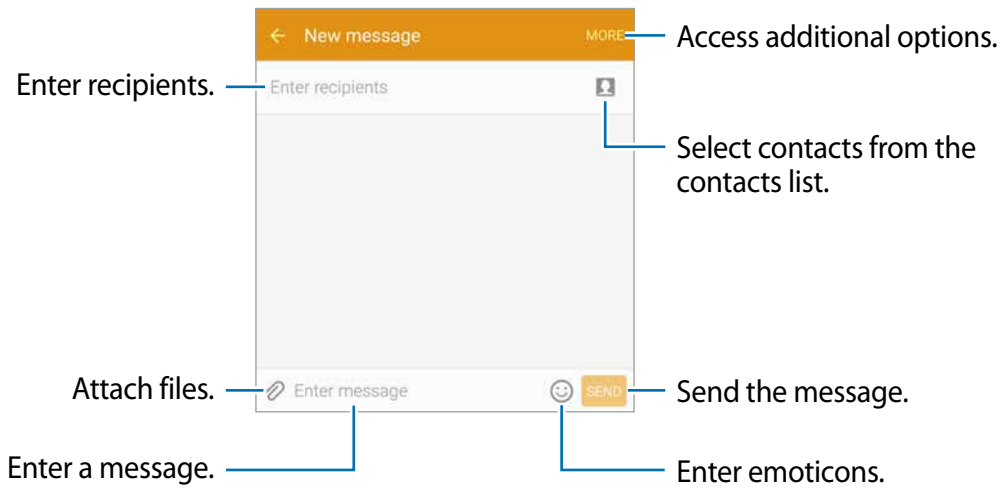 New message
MORE
Access additional options.
Enter recipients.
Enter recipients
Select contacts from the
contacts list.
Attach files.
Enter message
SEND
Send the message.
Enter a message.
Enter emoticons.